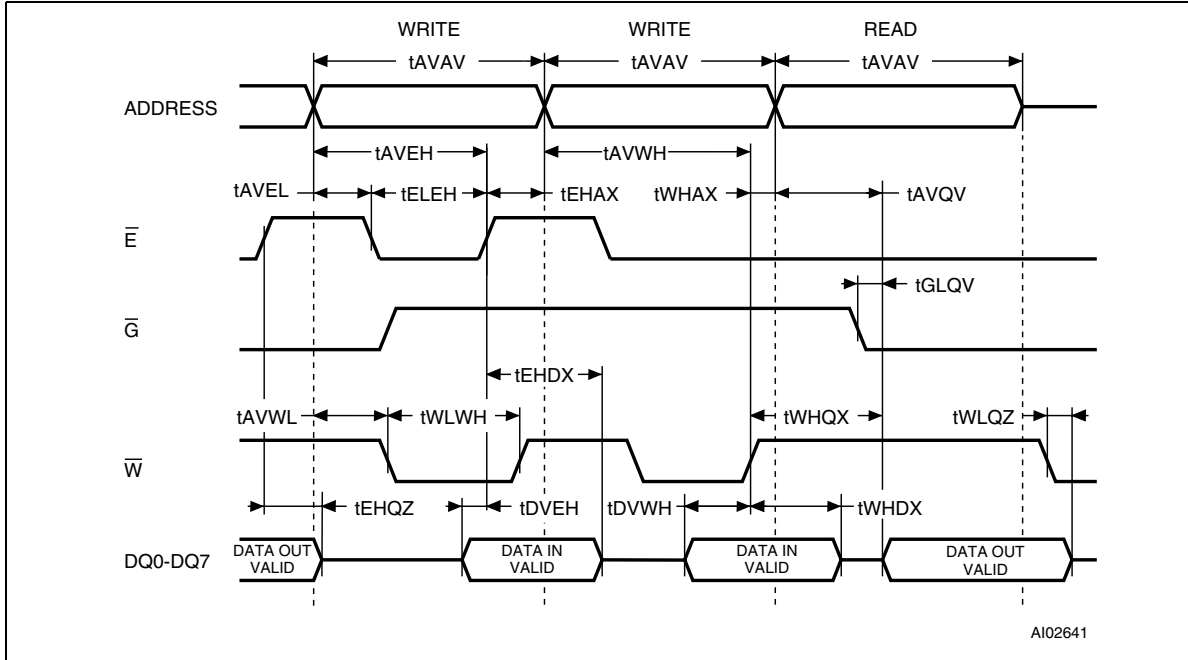 WRITE WRITE READ
tAVAV tAVAV tAVAV
ADDRESS
tAVEH tAVWH
tAVEL tELEH tEHAX tWHAX tAVQV
E
tGLQV
G
tEHDX
tAVWL tWLWH tWHQX tWLQZ
W
tEHQZ tDVEH tDVWH tWHDX
DQ0-DQ7 DATA OUT VALID DATA IN VALID DATA IN VALID DATA OUT VALID
AI02641